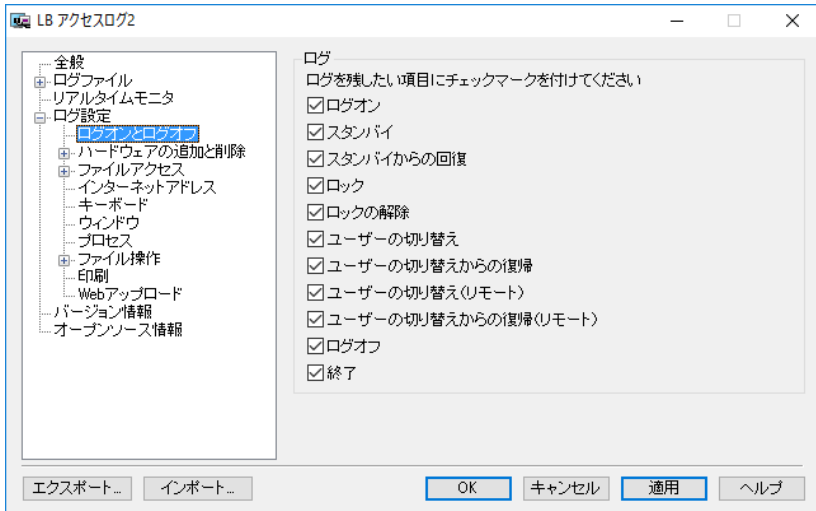 LB アクセスログ2
全般
ログファイル
リアルタイムモニタ
ログ設定
ログオンとログオフ
ハードウェアの追加と削除
ファイルアクセス
インターネットアドレス
キーボード
ウィンドウ
プロセス
ファイル操作
印刷
Webアップロード
バージョン情報
オープンソース情報
ログ
ログを残したい項目にチェックマークを付けてください
ログオン
スタンバイ
スタンバイからの回復
ロック
ロックの解除
ユーザーの切り替え
ユーザーの切り替えからの復帰
ユーザーの切り替え(リモート)
ユーザーの切り替えからの復帰(リモート)
ログオフ
終了
エクスポート... インポート... OK キャンセル 適用 ヘルプ